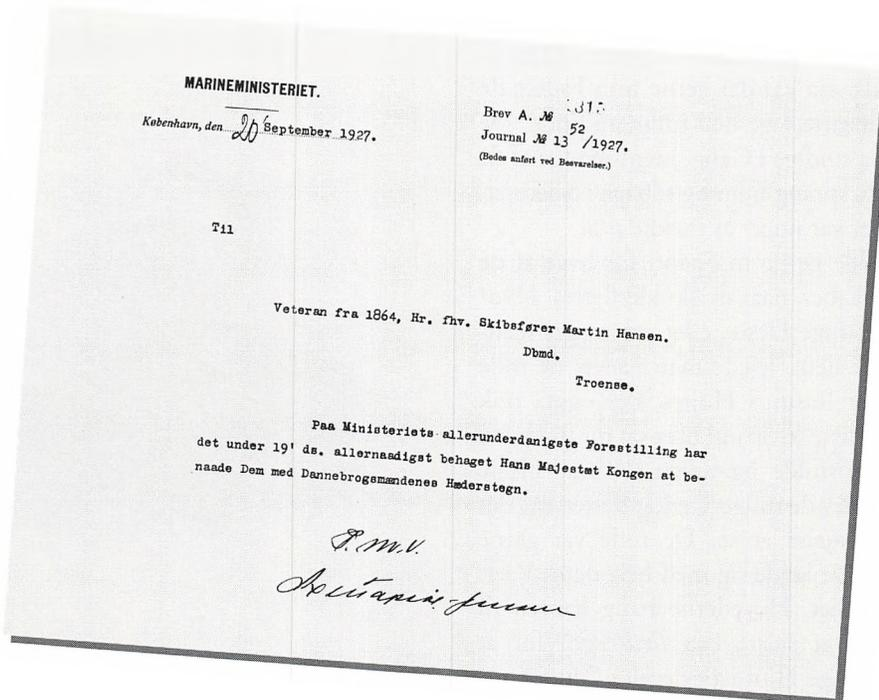 MARINEMINISTERIET.
København, den 20' September 1927.
Brev A. № 
Journal № 13 52/1927.
(Bedes anført ved Besvarelser.)
Til
Veteran fra 1864, Hr. fhv. Skibsfører Martin Hansen.
Dbmd.
Troense.
Paa Ministeriets allerunderdanigste Forestilling har
det under 19' ds. allernaadigst behaget Hans Majestæt Kongen at be-
naade Dem med Dannebrogsmændenes Hæderstegn.
P.M.V.